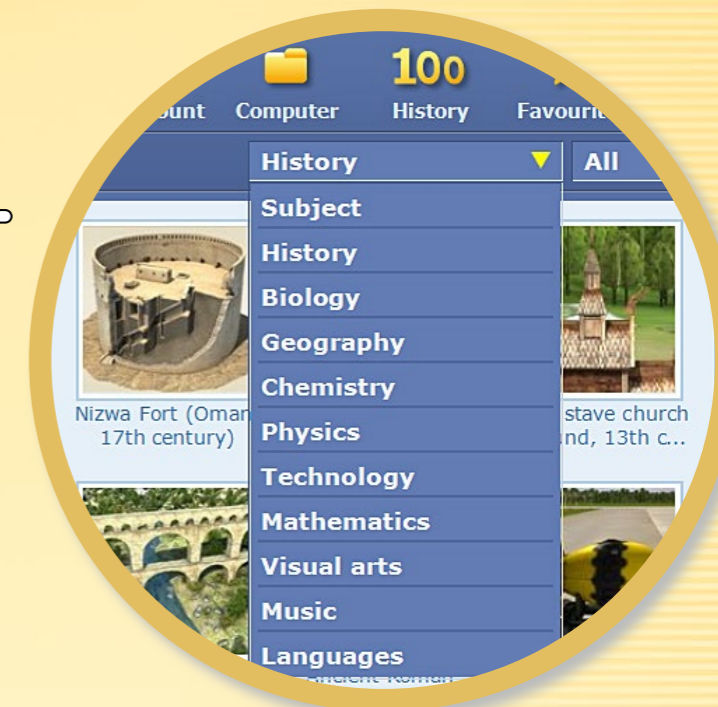 100
Computer History
History All
Subject
History
Biology
Geography
Chemistry
Physics
Technology
Mathematics
Visual arts
Music
Languages
Nizwa Fort (Oman
17th century)
stave church
13th c...